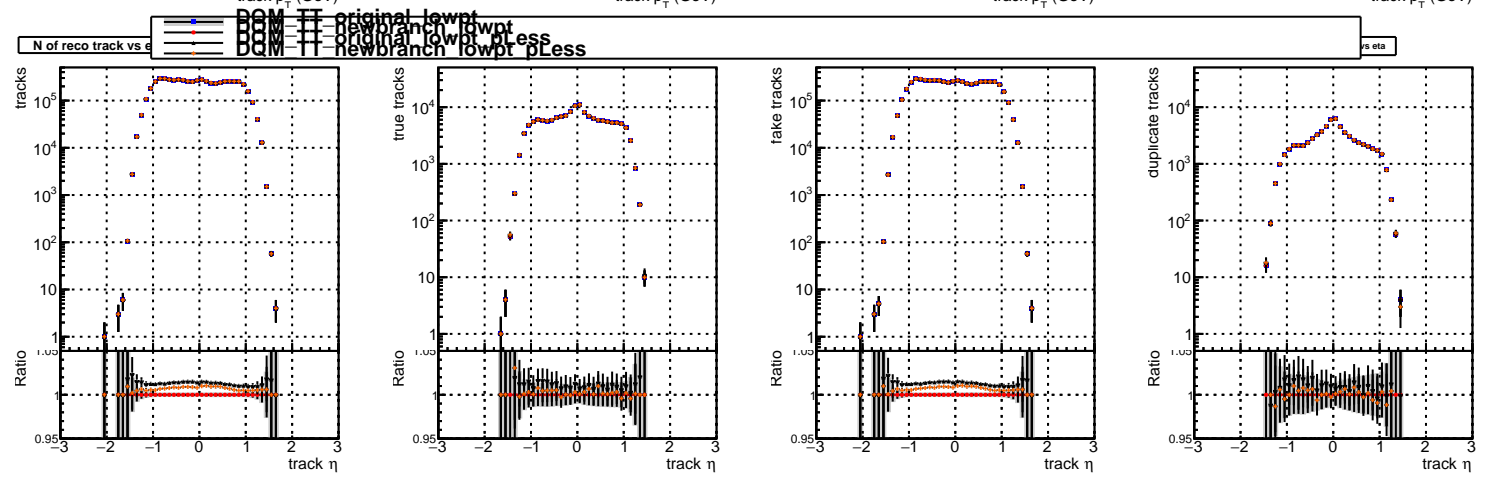 track p_T (GeV) track p_T (GeV) track p_T (GeV) track p_T (GeV)
DQM_TT_original_lowpt
DQM_TT_newbranch_lowpt
DQM_TT_original_lowpt_pLess
DQM_TT_newbranch_lowpt_pLess
N of reco track vs e
vs eta
tracks
10^5
10^4
10^3
10^2
10
1
Ratio
1.05
1
0.95
−3 −2 −1 0 1 2 3
track η
true tracks
10^4
10^3
10^2
10
1
Ratio
1.05
1
0.95
−3 −2 −1 0 1 2 3
track η
fake tracks
10^5
10^4
10^3
10^2
10
1
Ratio
1.05
1
0.95
−3 −2 −1 0 1 2 3
track η
duplicate tracks
10^4
10^3
10^2
10
1
Ratio
1.05
1
0.95
−3 −2 −1 0 1 2 3
track η